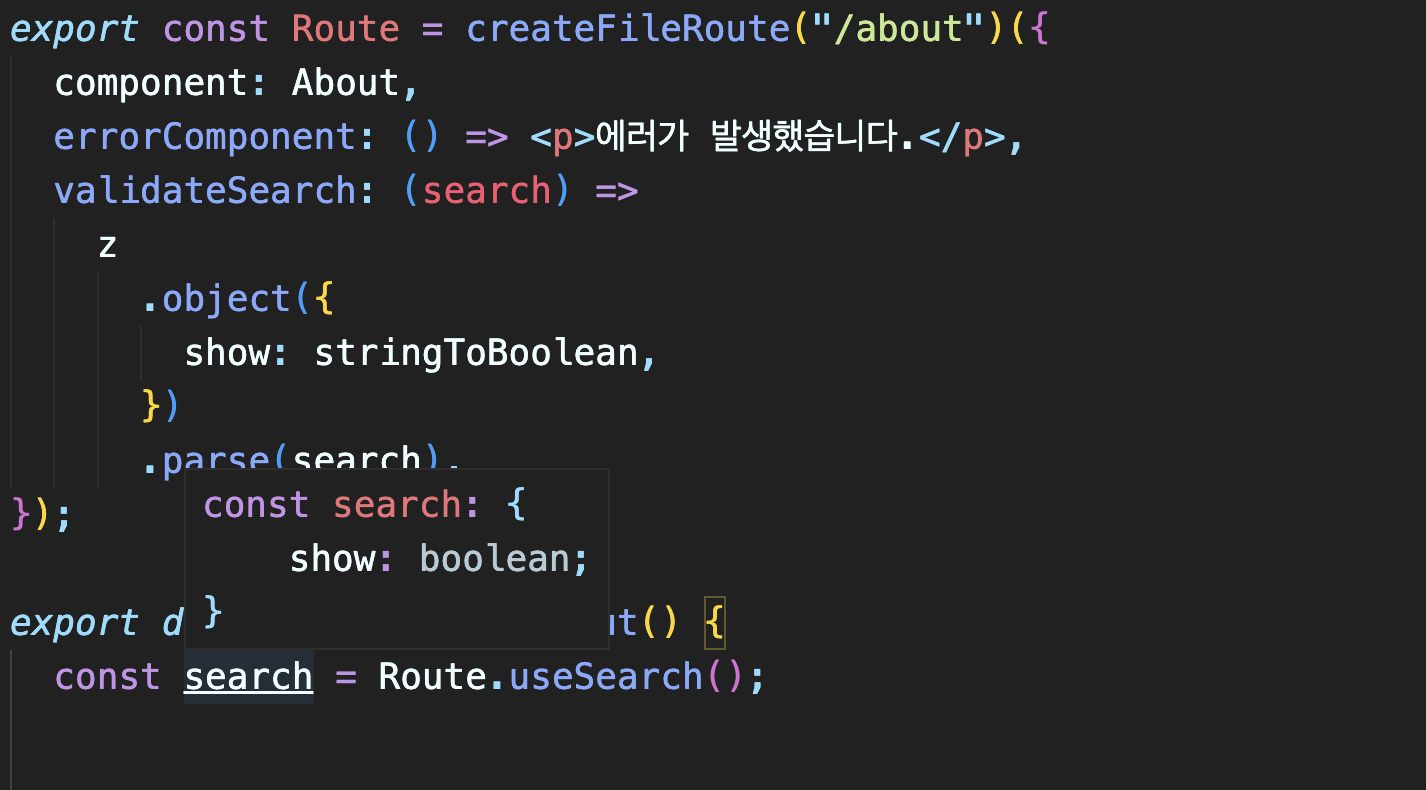 export const Route = createFileRoute("/about")({
component: About,
errorComponent: () => <p>에러가 발생했습니다.</p>,
validateSearch: (search) =>
z
.object({
show: stringToBoolean,
})
.parse(search),
});
const search: {
show: boolean;
}
export d ut() {
const search = Route.useSearch();